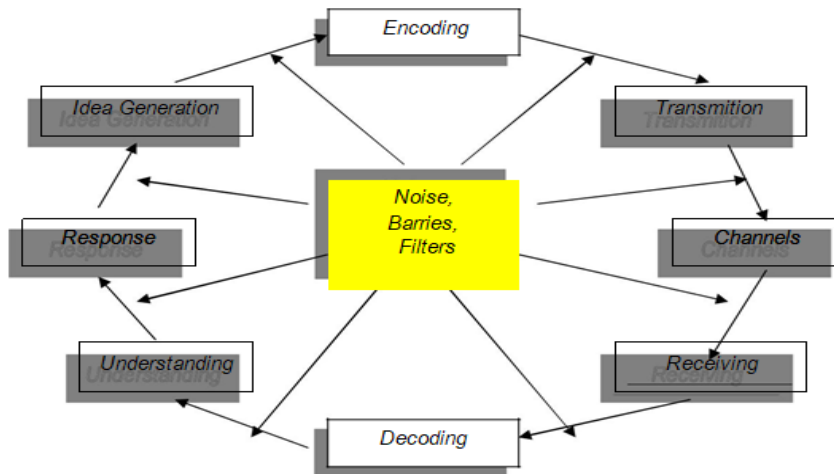 Encoding
Idea Generation
Transmition
Noise,
Barries,
Filters
Response
Channels
Understanding
Receiving
Decoding